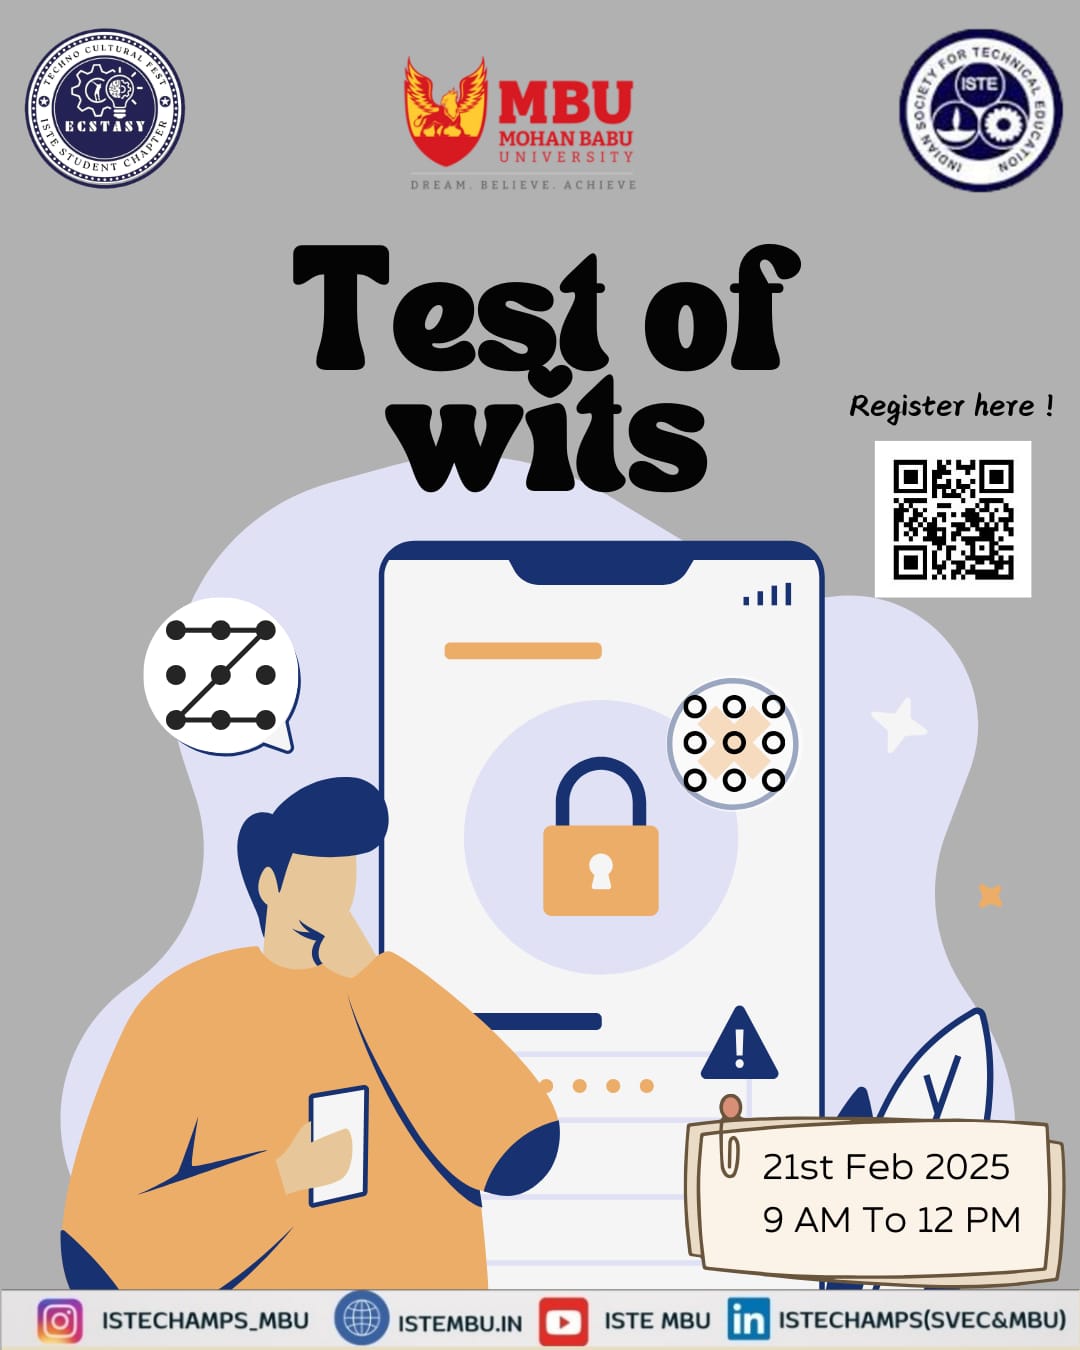 TECHNO CULTURAL FEST
ECSTASY
ISTE STUDENT CHAPTER
MBU
MOHAN BABU
UNIVERSITY
DREAM. BELIEVE. ACHIEVE
INDIAN SOCIETY FOR TECHNICAL EDUCATION
ISTE
Test of
wits
Register here !
!
21st Feb 2025
9 AM To 12 PM
ISTECHAMPS_MBU
ISTEMBU.IN
ISTE MBU
in
ISTECHAMPS(SVEC&MBU)